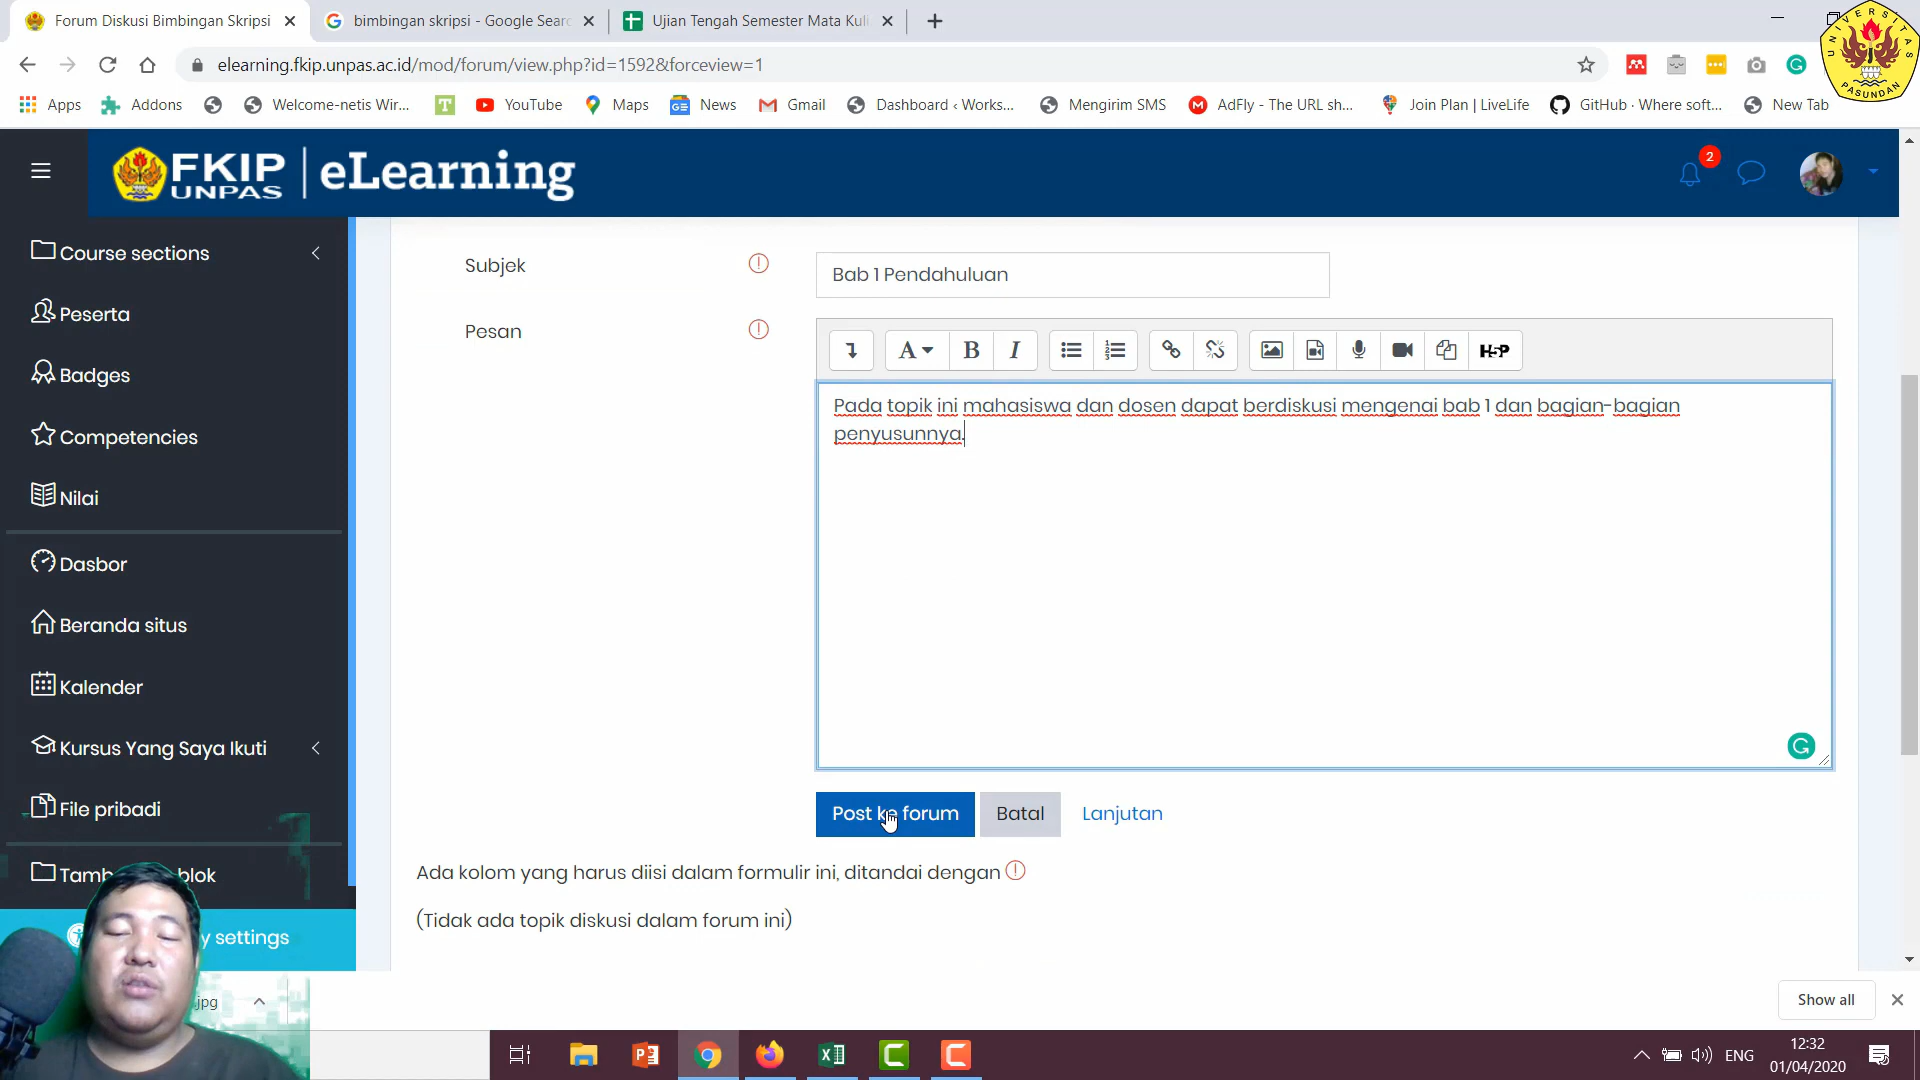 Forum Diskusi Bimbingan Skripsi
bimbingan skripsi - Google Searc
Ujian Tengah Semester Mata Kuli
elearning.fkip.unpas.ac.id/mod/forum/view.php?id=1592&forceview=1
UNIVERSITAS
PASUNDAN
Apps
Addons
Welcome-netis Wir...
YouTube
Maps
News
Gmail
Dashboard ‹ Works...
Mengirim SMS
AdFly - The URL sh...
Join Plan | LiveLife
GitHub · Where soft...
New Tab
FKIP
UNPAS
eLearning
2
Course sections
Peserta
Badges
Competencies
Nilai
Dasbor
Beranda situs
Kalender
Kursus Yang Saya Ikuti
File pribadi
blok
y settings
Subjek
Bab 1 Pendahuluan
Pesan
A
B
I
H5P
Pada topik ini mahasiswa dan dosen dapat berdiskusi mengenai bab 1 dan bagian-bagian
penyusunnya.
Post ke forum
Batal
Lanjutan
Ada kolom yang harus diisi dalam formulir ini, ditandai dengan
(Tidak ada topik diskusi dalam forum ini)
.jpg
Show all
ENG
12:32
01/04/2020